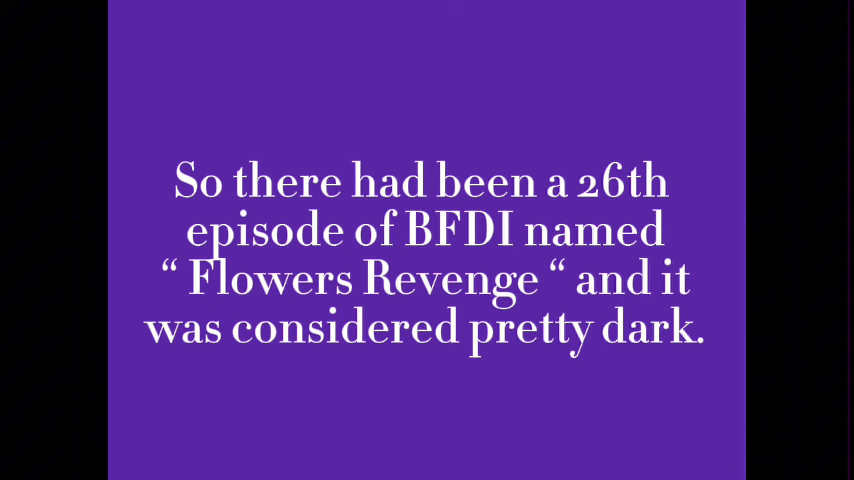 So there had been a 26th
episode of BFDI named
“ Flowers Revenge “ and it
was considered pretty dark.